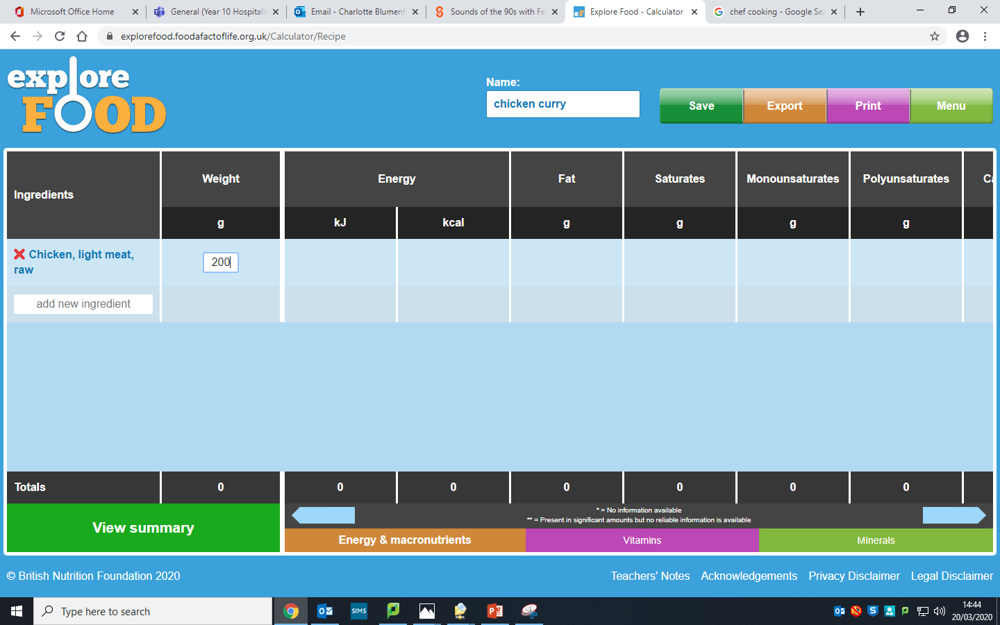 Microsoft Office Home
General (Year 10 Hospitali
Email - Charlotte Blumenf
Sounds of the 90s with Fe
Explore Food - Calculator
chef cooking - Google Se
explorefood.foodafactoflife.org.uk/Calculator/Recipe
explore
FOOD
Name:
chicken curry
Save
Export
Print
Menu
Ingredients
Weight
Energy
Fat
Saturates
Monounsaturates
Polyunsaturates
Ca
g
kJ
kcal
g
g
g
g
Chicken, light meat,
raw
200
add new ingredient
Totals
0
0
0
0
0
0
0
View summary
* = No information available
** = Present in significant amounts but no reliable information is available
Energy & macronutrients
Vitamins
Minerals
© British Nutrition Foundation 2020
Teachers' Notes
Acknowledgements
Privacy Disclaimer
Legal Disclaimer
Type here to search
SIMS
14:44
20/03/2020